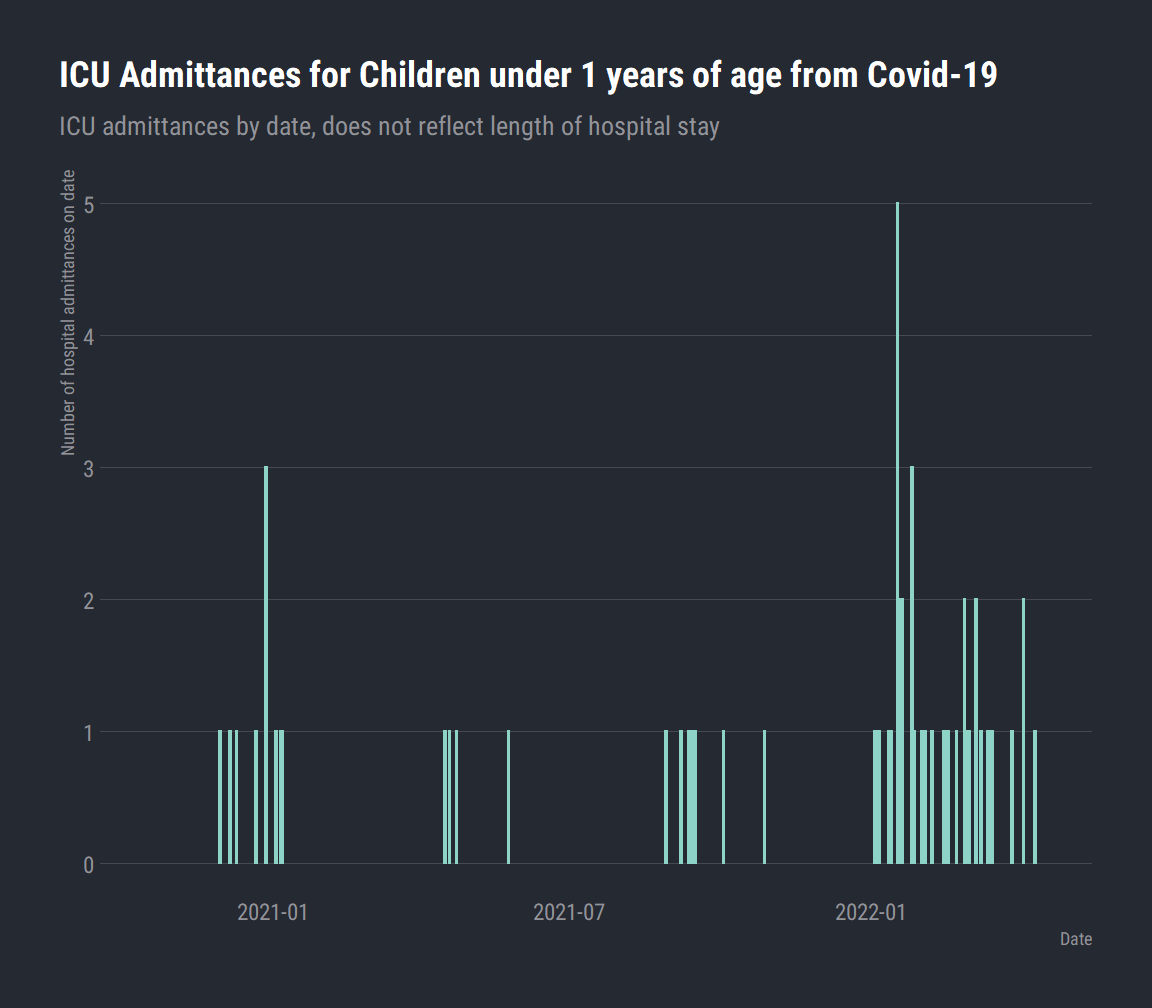 ICU Admittances for Children under 1 years of age from Covid-19
ICU admittances by date, does not reflect length of hospital stay
Number of hospital admittances on date
5
4
3
2
1
0
2021-01
2021-07
2022-01
Date